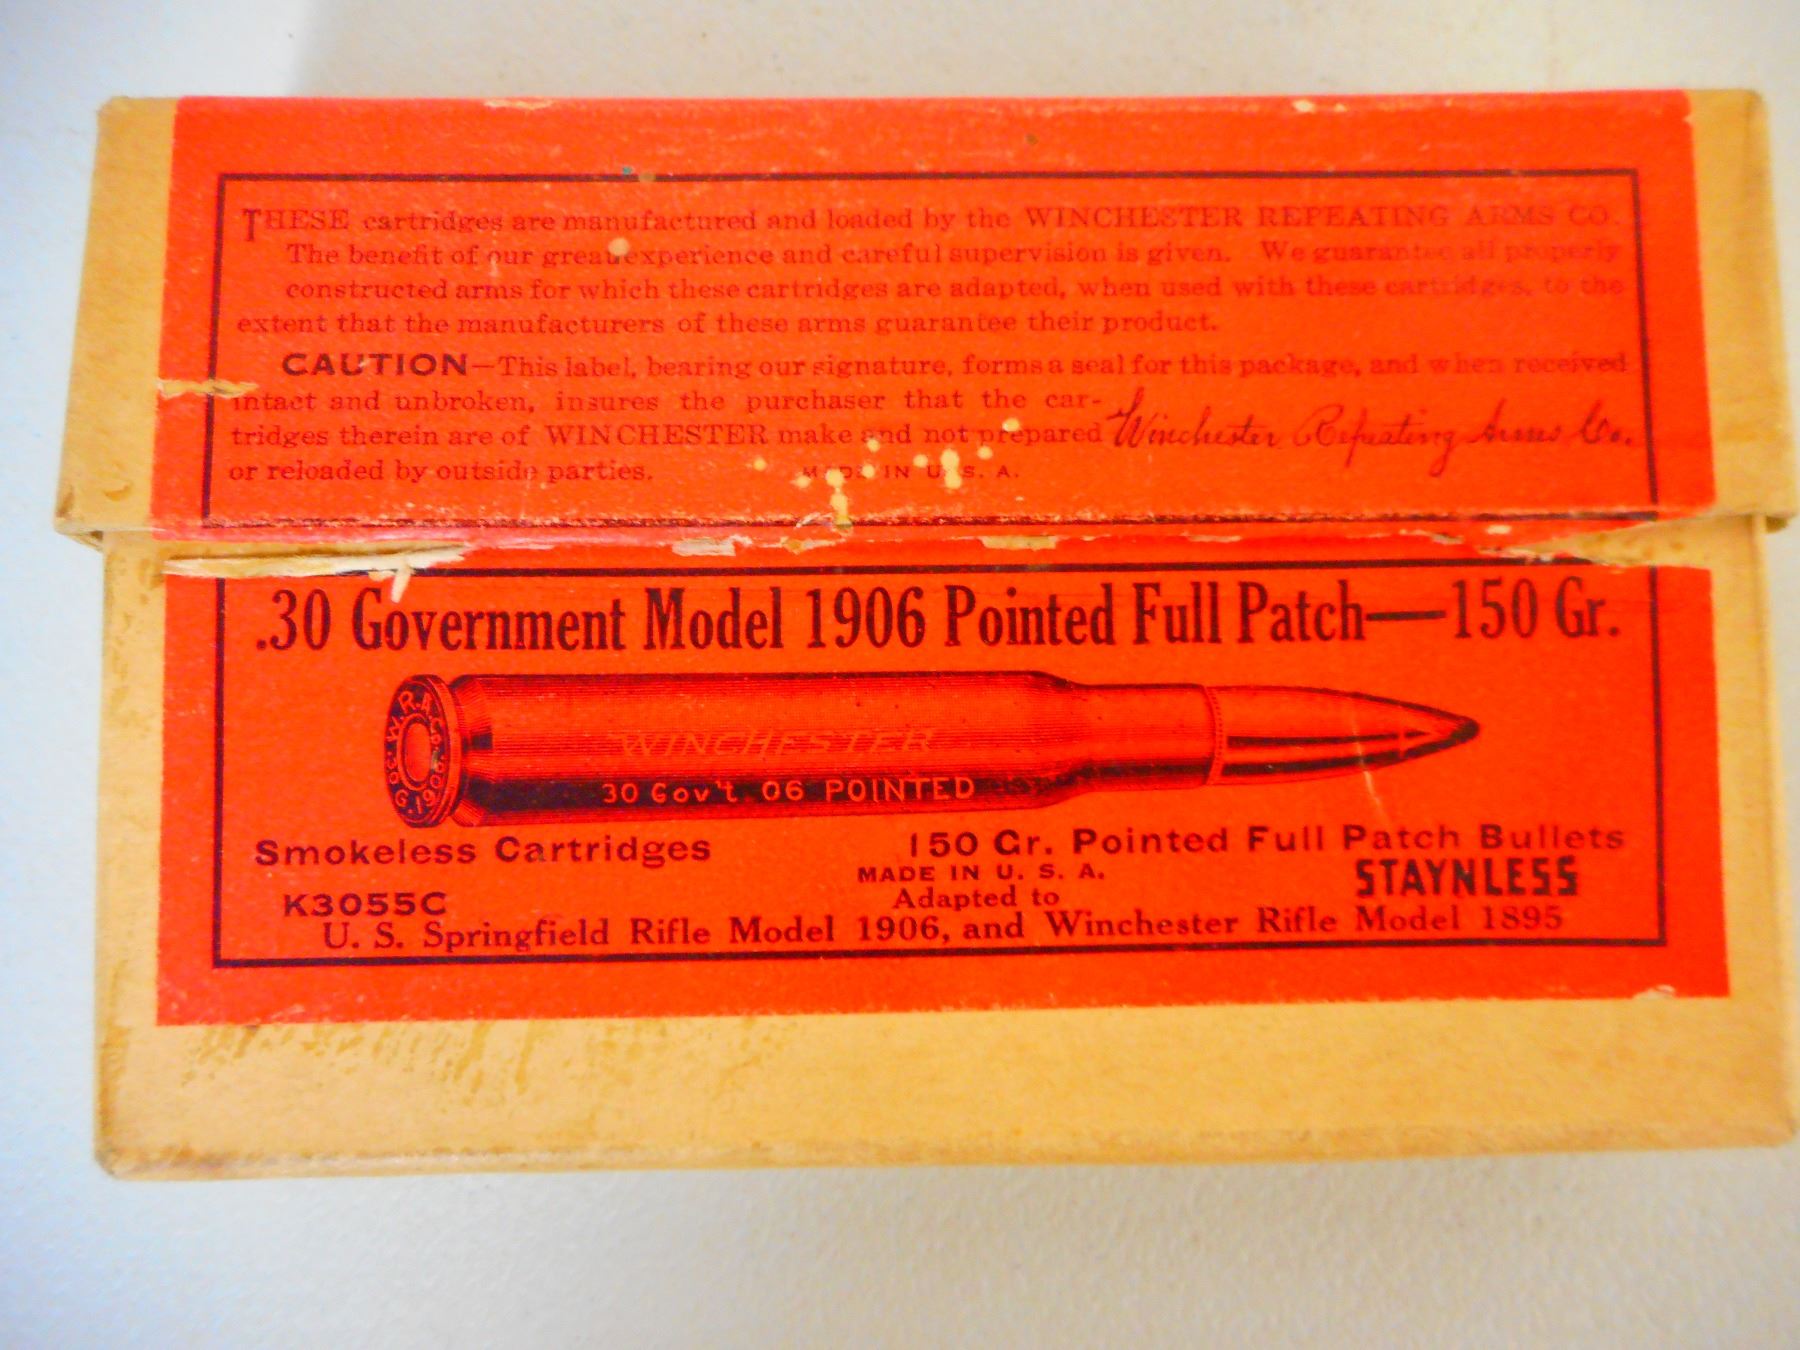 THESE cartridges are manufactured and loaded by the WINCHESTER REPEATING ARMS CO.
The benefit of our great experience and careful supervision is given. We guarantee all properly
constructed arms for which these cartridges are adapted, when used with these cartridges, to the
extent that the manufacturers of these arms guarantee their product.
CAUTION—This label, bearing our signature, forms a seal for this package, and when received
intact and unbroken, insures the purchaser that the car-
tridges therein are of WINCHESTER make and not prepared Winchester Repeating Arms Co.
or reloaded by outside parties. MADE IN U. S. A.
.30 Government Model 1906 Pointed Full Patch—150 Gr.
W.R.A.Co. 30 G.1906
WINCHESTER
30 Gov't 06 POINTED
Smokeless Cartridges 150 Gr. Pointed Full Patch Bullets
MADE IN U. S. A. STAYNLESS
K3055C Adapted to
U. S. Springfield Rifle Model 1906, and Winchester Rifle Model 1895